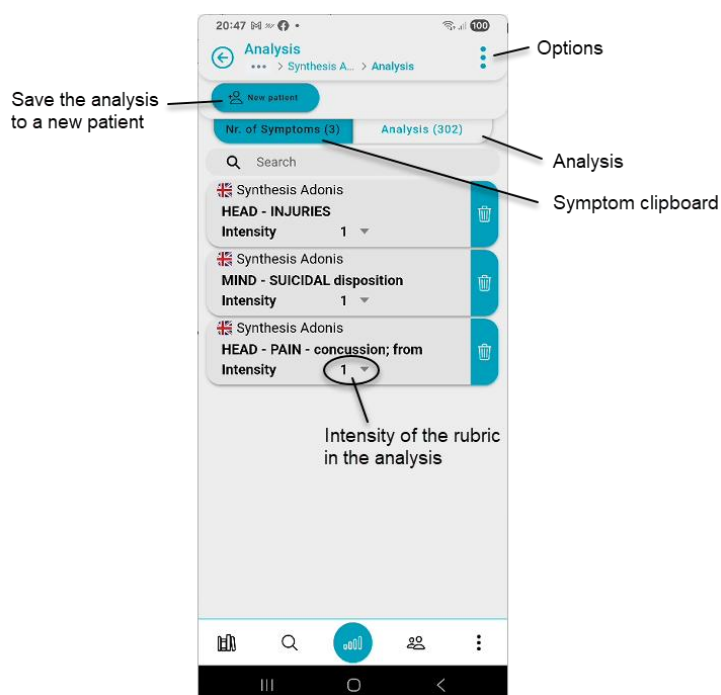 20:47
100
Analysis
Options
••• > Synthesis A... > Analysis
New patient
Save the analysis
to a new patient
Nr. of Symptoms (3)
Analysis (302)
Analysis
Search
Symptom clipboard
Synthesis Adonis
HEAD - INJURIES
Intensity 1
Synthesis Adonis
MIND - SUICIDAL disposition
Intensity 1
Synthesis Adonis
HEAD - PAIN - concussion; from
Intensity 1
Intensity of the rubric
in the analysis